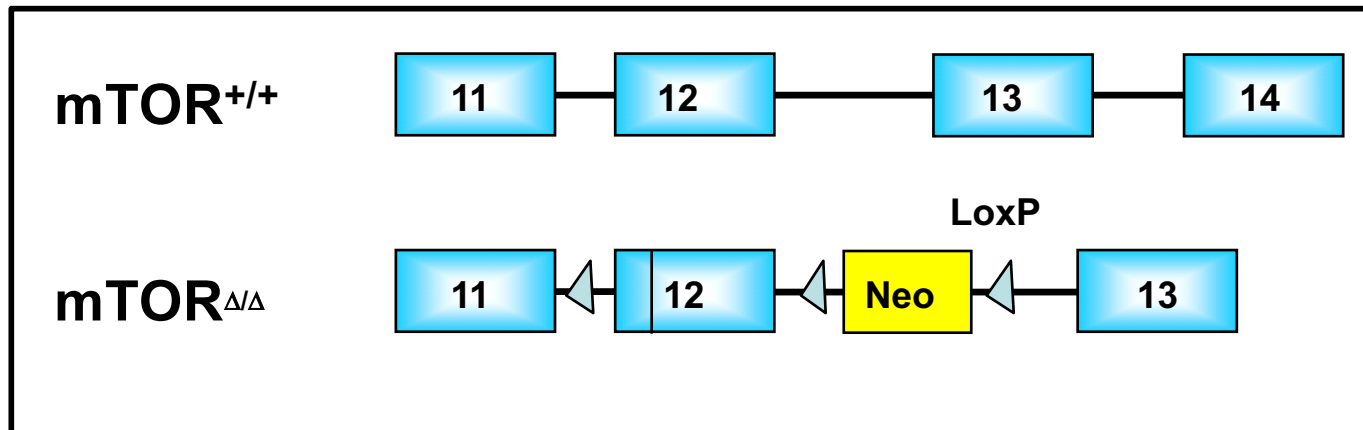 mTOR+/+ 11 12 13 14
LoxP
mTORΔ/Δ 11 12 Neo 13